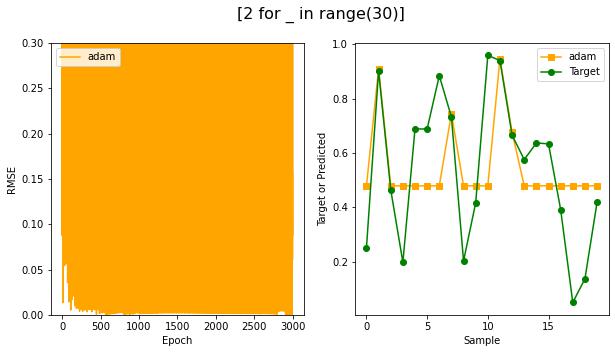 [2 for _ in range(30)]
adam
RMSE
0.30
0.25
0.20
0.15
0.10
0.05
0.00
0
500
1000
1500
2000
2500
3000
Epoch
adam
Target
Target or Predicted
1.0
0.8
0.6
0.4
0.2
0
5
10
15
Sample